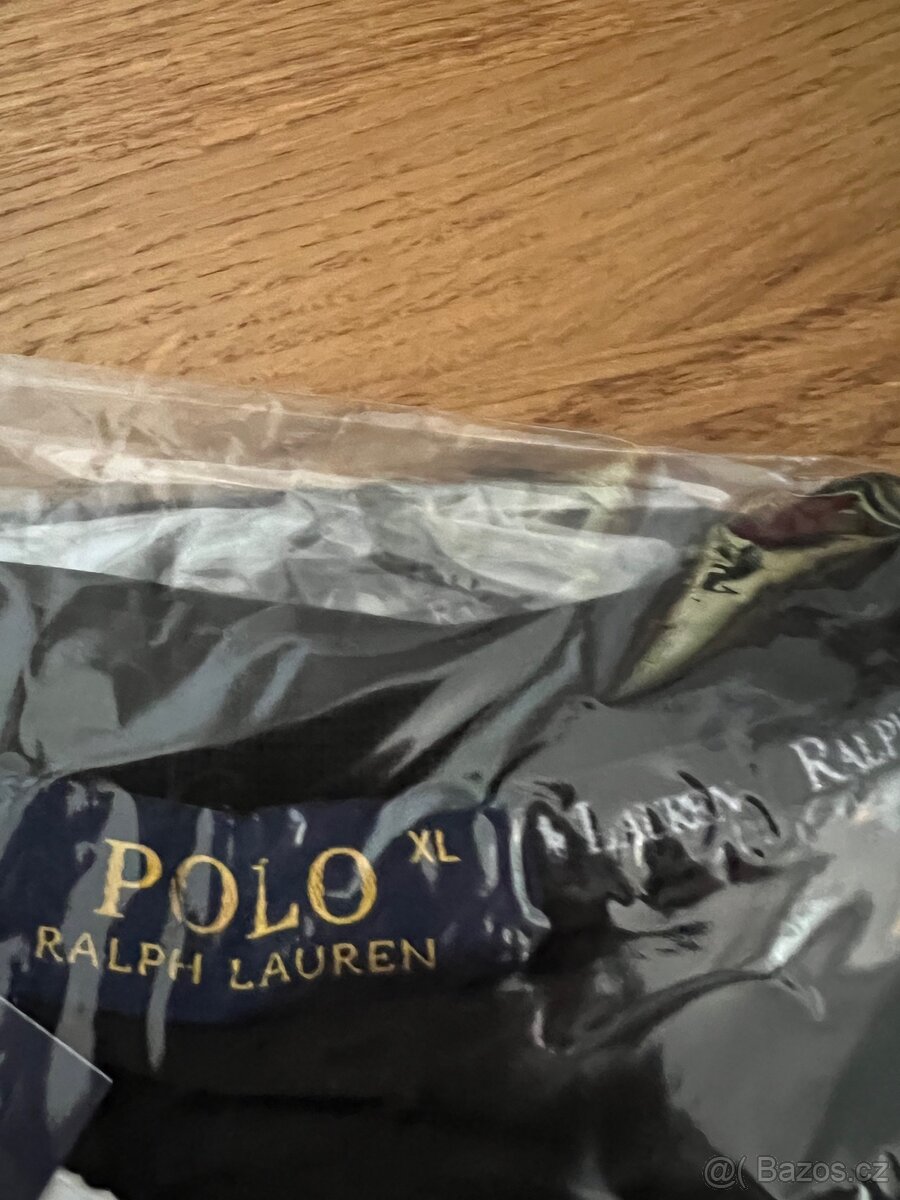 POLO XL
RALPH LAUREN
LAUREN
RALPH
@( Bazos.cz